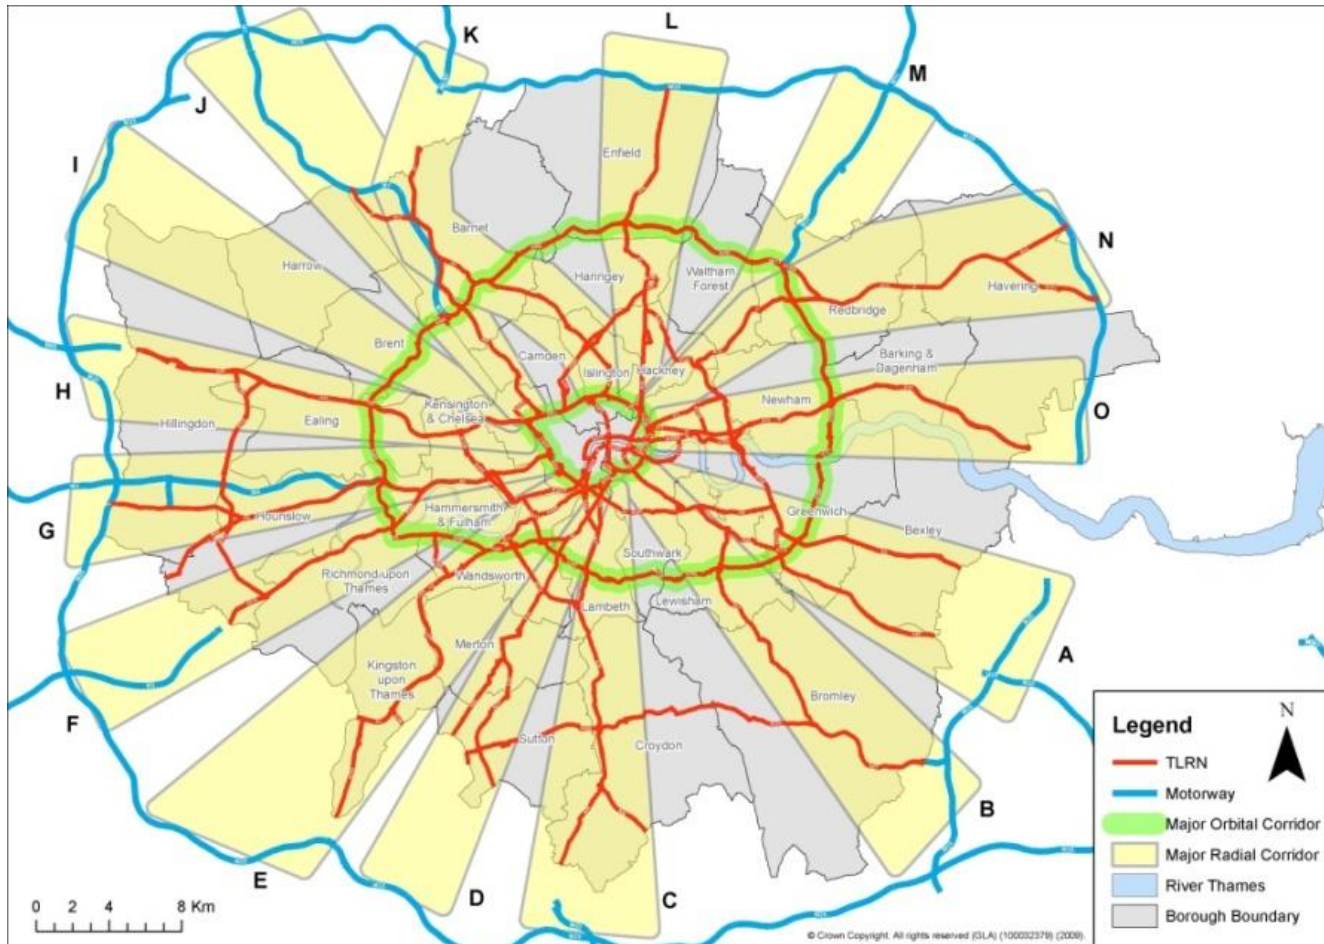 L
K
M
J
I
Enfield
Barnet
N
Harrow
Haringey
Waltham
Forest
Havering
Redbridge
Brent
Camden
Islington
Hackney
Barking &
Dagenham
H
Kensington
& Chelsea
Newham
O
Hillingdon
Ealing
G
Hounslow
Hammersmith
& Fulham
Greenwich
Bexley
Southwark
Richmond upon
Thames
Wandsworth
Lambeth
Lewisham
A
Merton
Kingston
upon
Thames
Bromley
F
Sutton
Croydon
B
E
D
C
Legend
N
TLRN
Motorway
Major Orbital Corridor
Major Radial Corridor
River Thames
Borough Boundary
0 2 4 8 Km
© Crown Copyright. All rights reserved (GLA) (100032379) (2009).